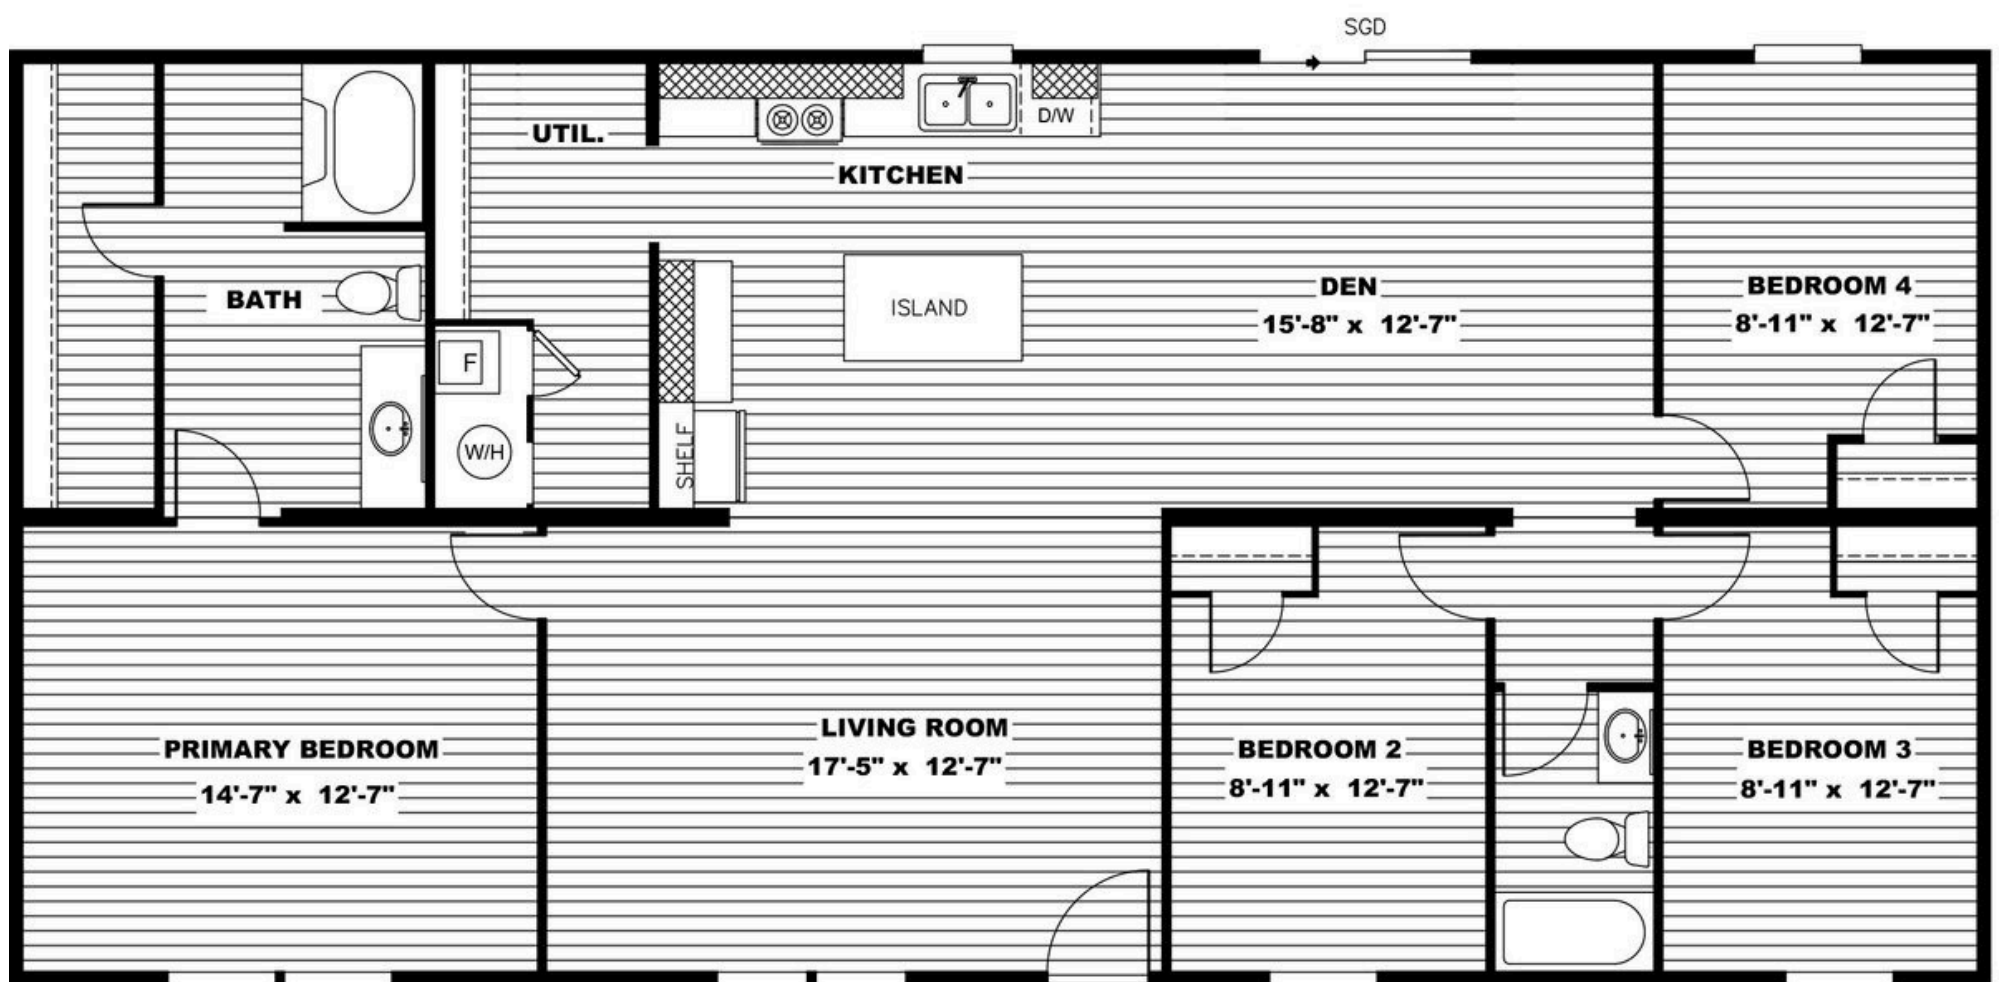 SGD
UTIL.
D/W
KITCHEN
BATH
ISLAND
DEN
15'-8" x 12'-7"
BEDROOM 4
8'-11" x 12'-7"
F
W/H
SHELF
PRIMARY BEDROOM
14'-7" x 12'-7"
LIVING ROOM
17'-5" x 12'-7"
BEDROOM 2
8'-11" x 12'-7"
BEDROOM 3
8'-11" x 12'-7"